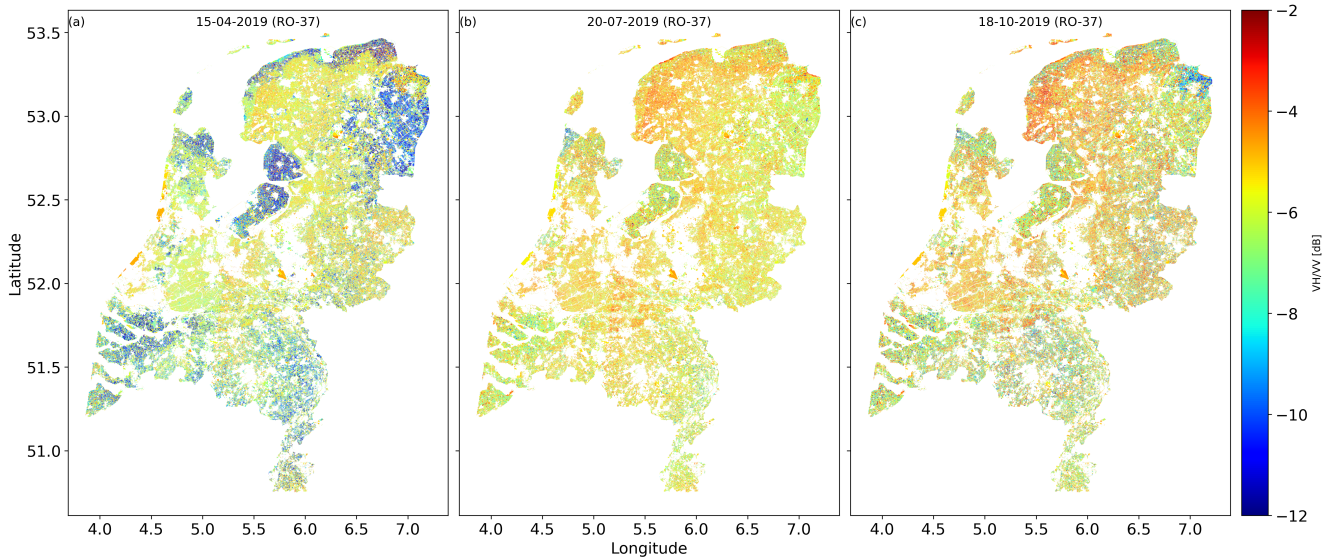 (a) 15-04-2019 (RO-37)
(b) 20-07-2019 (RO-37)
(c) 18-10-2019 (RO-37)
Latitude
53.5
53.0
52.5
52.0
51.5
51.0
4.0 4.5 5.0 5.5 6.0 6.5 7.0
4.0 4.5 5.0 5.5 6.0 6.5 7.0
4.0 4.5 5.0 5.5 6.0 6.5 7.0
Longitude
−2
−4
−6
−8
−10
−12
VH/VV [dB]